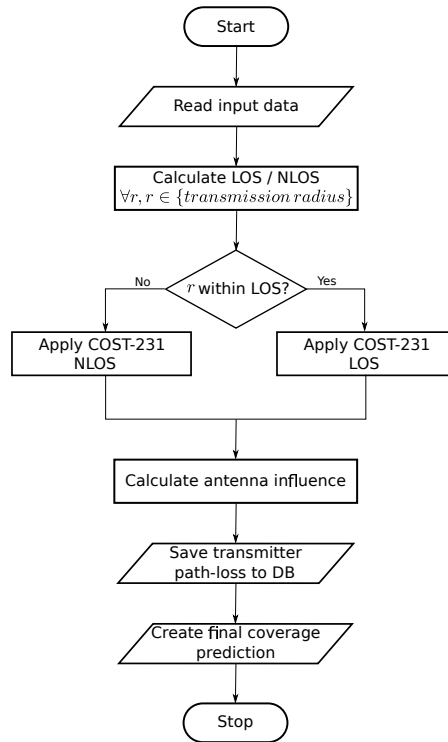 Start
Read input data
Calculate LOS / NLOS
∀r, r ∈ {transmission radius}
r within LOS?
No
Yes
Apply COST-231
NLOS
Apply COST-231
LOS
Calculate antenna influence
Save transmitter
path-loss to DB
Create final coverage
prediction
Stop